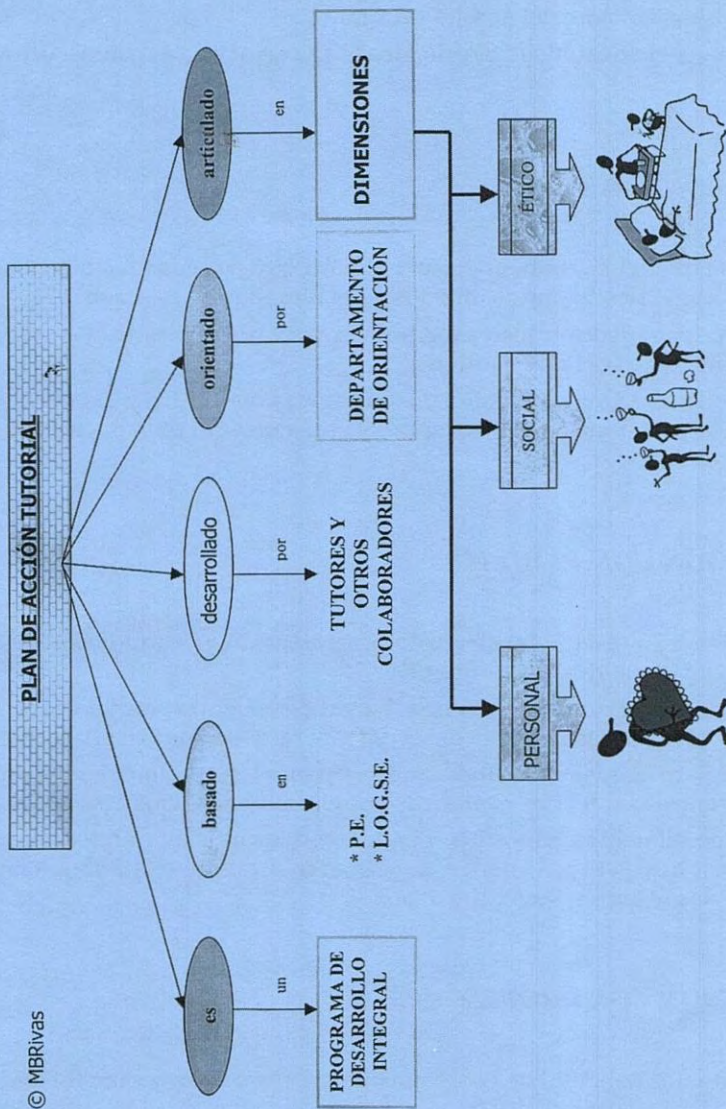 © MBRivas
PLAN DE ACCIÓN TUTORIAL
es
basado
desarrollado
orientado
articulado
un
en
por
por
en
PROGRAMA DE
DESARROLLO
INTEGRAL
* P.E.
* L.O.G.S.E.
TUTORES Y
OTROS
COLABORADORES
DEPARTAMENTO
DE ORIENTACIÓN
DIMENSIONES
PERSONAL
SOCIAL
ÉTICO